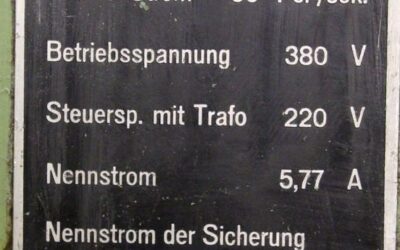 Betriebsspannung 380 V
Steuersp. mit Trafo 220 V
Nennstrom 5,77 A
Nennstrom der Sicherung